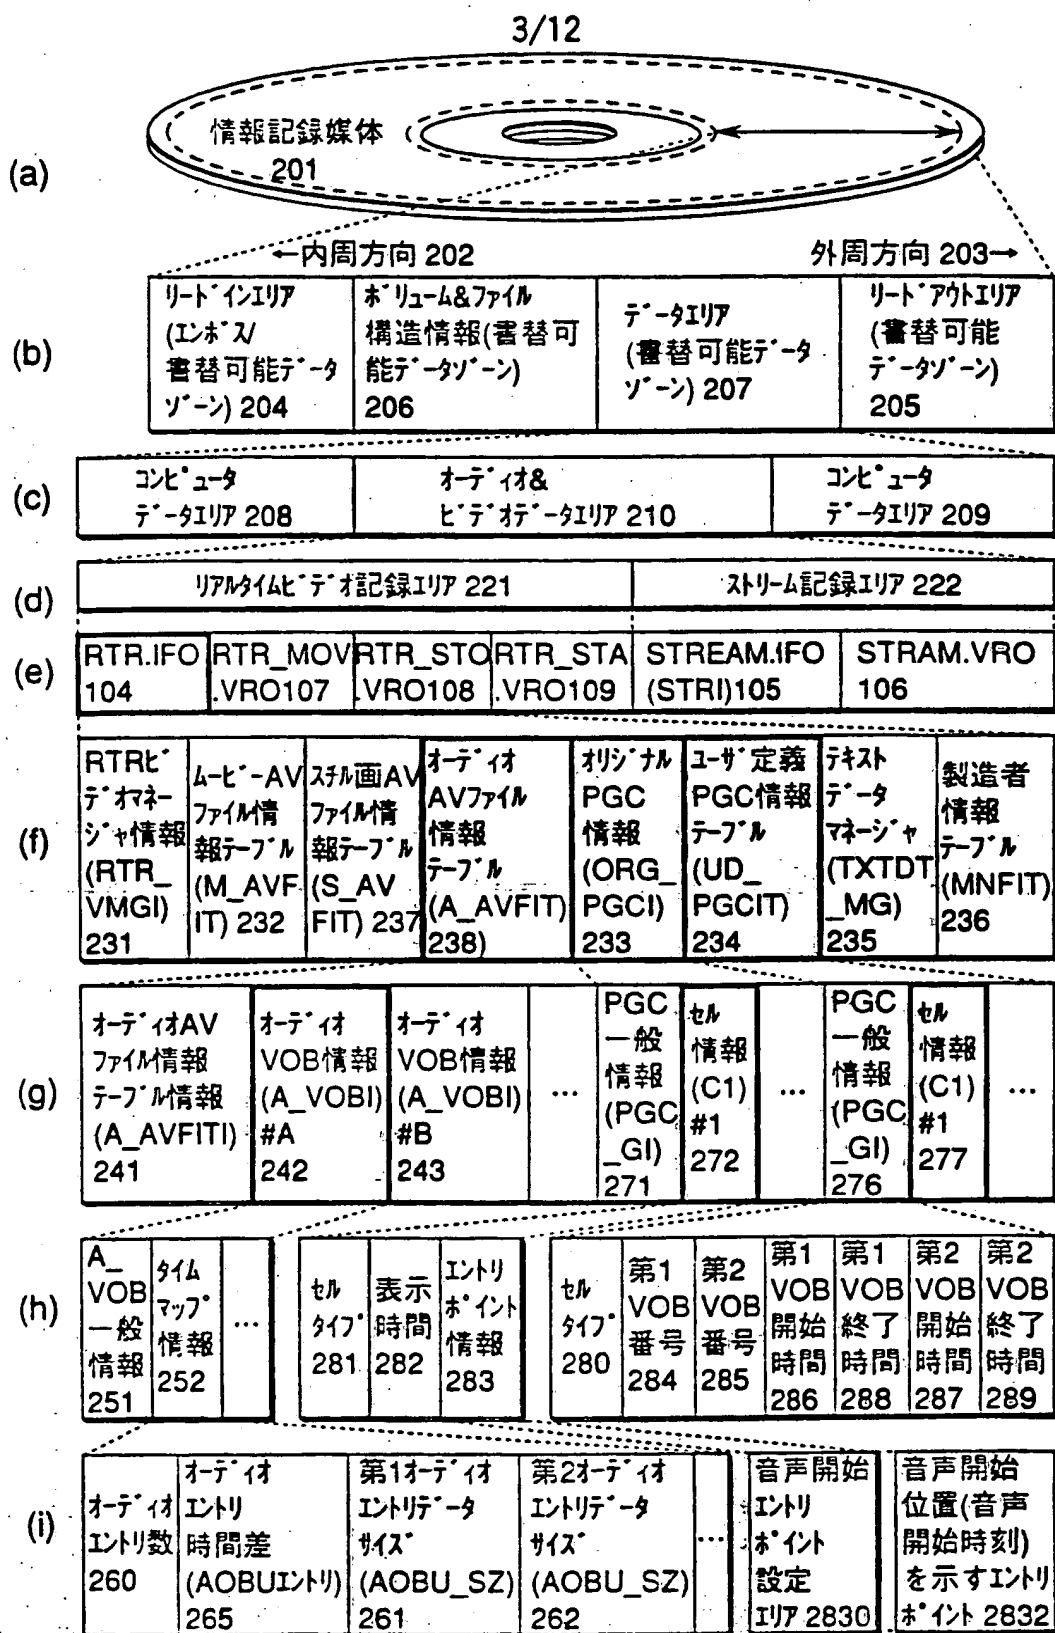 3/12
情報記録媒体
201
(a)
←内周方向 202
外周方向 203→
(b)
リードインエリア
(エンボス/
書替可能データ
ゾーン) 204
ボリューム&ファイル
構造情報(書替可
能データゾーン)
206
データエリア
(書替可能データ
ゾーン) 207
リードアウトエリア
(書替可能
データゾーン)
205
(c)
コンピュータ
データエリア 208
オーディオ&
ビデオデータエリア 210
コンピュータ
データエリア 209
(d)
リアルタイムビデオ記録エリア 221
ストリーム記録エリア 222
(e)
RTR.IFO
104
RTR_MOV
.VRO107
RTR_STO
.VRO108
RTR_STA
.VRO109
STREAM.IFO
(STRI)105
STRAM.VRO
106
(f)
RTRビ
デオマネー
ジャ情報
(RTR_
VMGI)
231
ムービーAV
ファイル情
報テーブル
(M_AVF
IT) 232
スチル画AV
ファイル情
報テーブル
(S_AV
FIT) 237
オーディオ
AVファイル
情報
テーブル
(A_AVFIT)
238)
オリジナル
PGC
情報
(ORG_
PGCI)
233
ユーザ定義
PGC情報
テーブル
(UD_
PGCIT)
234
テキスト
データ
マネージャ
(TXTDT
_MG)
235
製造者
情報
テーブル
(MNFIT)
236
(g)
オーディオAV
ファイル情報
テーブル情報
(A_AVFITI)
241
オーディオ
VOB情報
(A_VOBI)
#A
242
オーディオ
VOB情報
(A_VOBI)
#B
243
…
PGC
一般
情報
(PGC
_GI)
271
セル
情報
(C1)
#1
272
…
PGC
一般
情報
(PGC
_GI)
276
セル
情報
(C1)
#1
277
…
(h)
A_
VOB
一般
情報
251
タイム
マップ
情報
252
…
セル
タイプ
281
表示
時間
282
エントリ
ポイント
情報
283
セル
タイプ
280
第1
VOB
番号
284
第2
VOB
番号
285
第1
VOB
開始
時間
286
第1
VOB
終了
時間
288
第2
VOB
開始
時間
287
第2
VOB
終了
時間
289
(i)
オーディオ
エントリ数
260
オーディオ
エントリ
時間差
(AOBUエントリ)
265
第1オーディオ
エントリデータ
サイズ
(AOBU_SZ)
261
第2オーディオ
エントリデータ
サイズ
(AOBU_SZ)
262
…
音声開始
エントリ
ポイント
設定
エリア 2830
音声開始
位置(音声
開始時刻)
を示すエントリ
ポイント 2832